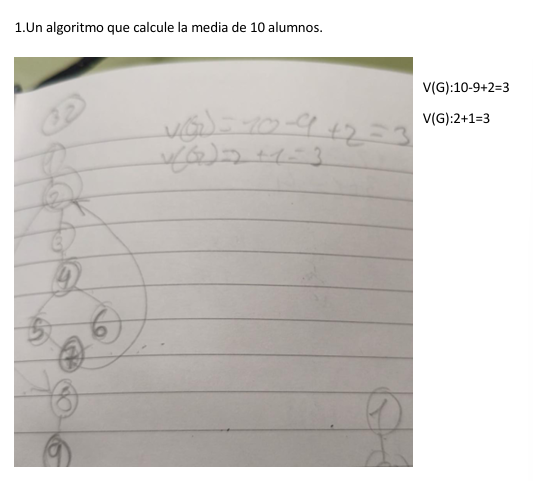 1.Un algoritmo que calcule la media de 10 alumnos.
V(G):10-9+2=3
V(G):2+1=3
V(G)=10-9+2=3
V(G)=2+1=3
1
2
3
4
5 6
7
8
1
9